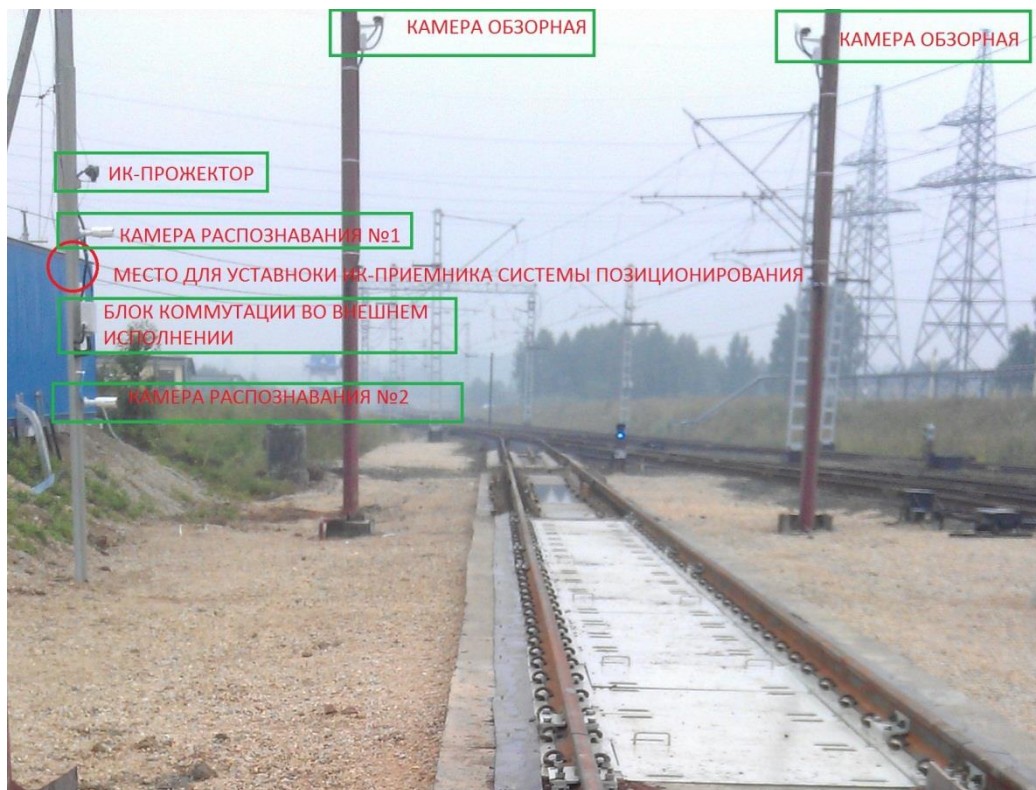 КАМЕРА ОБЗОРНАЯ
КАМЕРА ОБЗОРНАЯ
ИК-ПРОЖЕКТОР
КАМЕРА РАСПОЗНАВАНИЯ №1
МЕСТО ДЛЯ УСТАВНОКИ ИК-ПРИЕМНИКА СИСТЕМЫ ПОЗИЦИОНИРОВАНИЯ
БЛОК КОММУТАЦИИ ВО ВНЕШНЕМ
ИСПОЛНЕНИИ
КАМЕРА РАСПОЗНАВАНИЯ №2